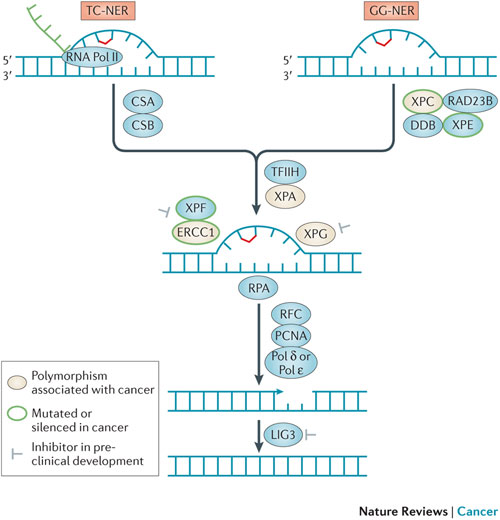 TC-NER
GG-NER
RNA Pol II
5′
3′
5′
3′
CSA
CSB
XPC
RAD23B
DDB
XPE
TFIIH
XPA
XPF
ERCC1
XPG
RPA
RFC
PCNA
Pol δ or
Pol ε
LIG3
Polymorphism
associated with cancer
Mutated or
silenced in cancer
Inhibitor in pre-
clinical development
Nature Reviews | Cancer